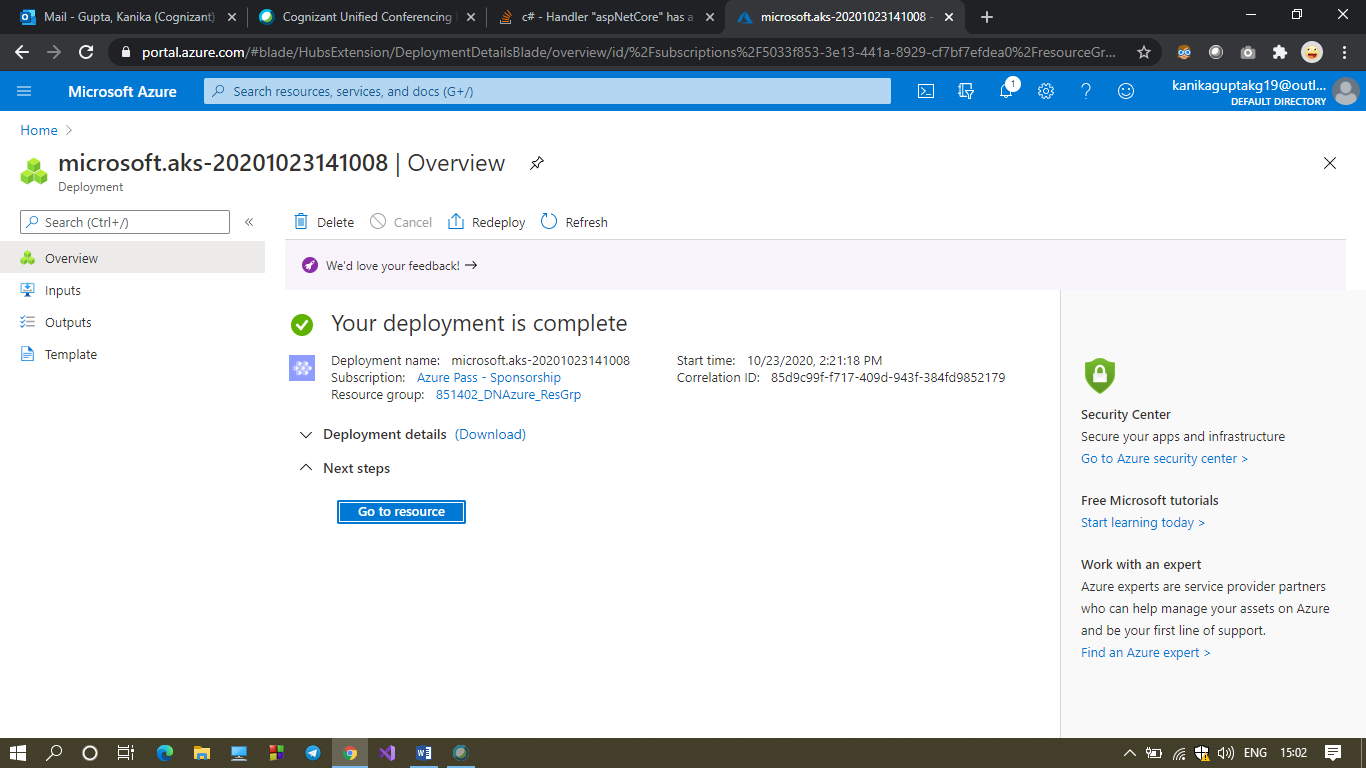 Mail - Gupta, Kanika (Cognizant)
Cognizant Unified Conferencing
c# - Handler "aspNetCore" has a
microsoft.aks-20201023141008 -
portal.azure.com/#blade/HubsExtension/DeploymentDetailsBlade/overview/id/%2Fsubscriptions%2F5033f853-3e13-441a-8929-cf7bf7efdea0%2FresourceGr...
Microsoft Azure
Search resources, services, and docs (G+/)
1
kanikaguptakg19@outl...
DEFAULT DIRECTORY
Home >
microsoft.aks-20201023141008 | Overview
Deployment
Search (Ctrl+/)
«
Delete
Cancel
Redeploy
Refresh
Overview
Inputs
Outputs
Template
We'd love your feedback! →
Your deployment is complete
Deployment name: microsoft.aks-20201023141008
Subscription: Azure Pass - Sponsorship
Resource group: 851402_DNAzure_ResGrp
Start time: 10/23/2020, 2:21:18 PM
Correlation ID: 85d9c99f-f717-409d-943f-384fd9852179
Deployment details (Download)
Next steps
Go to resource
Security Center
Secure your apps and infrastructure
Go to Azure security center >
Free Microsoft tutorials
Start learning today >
Work with an expert
Azure experts are service provider partners
who can help manage your assets on Azure
and be your first line of support.
Find an Azure expert >
ENG
15:02